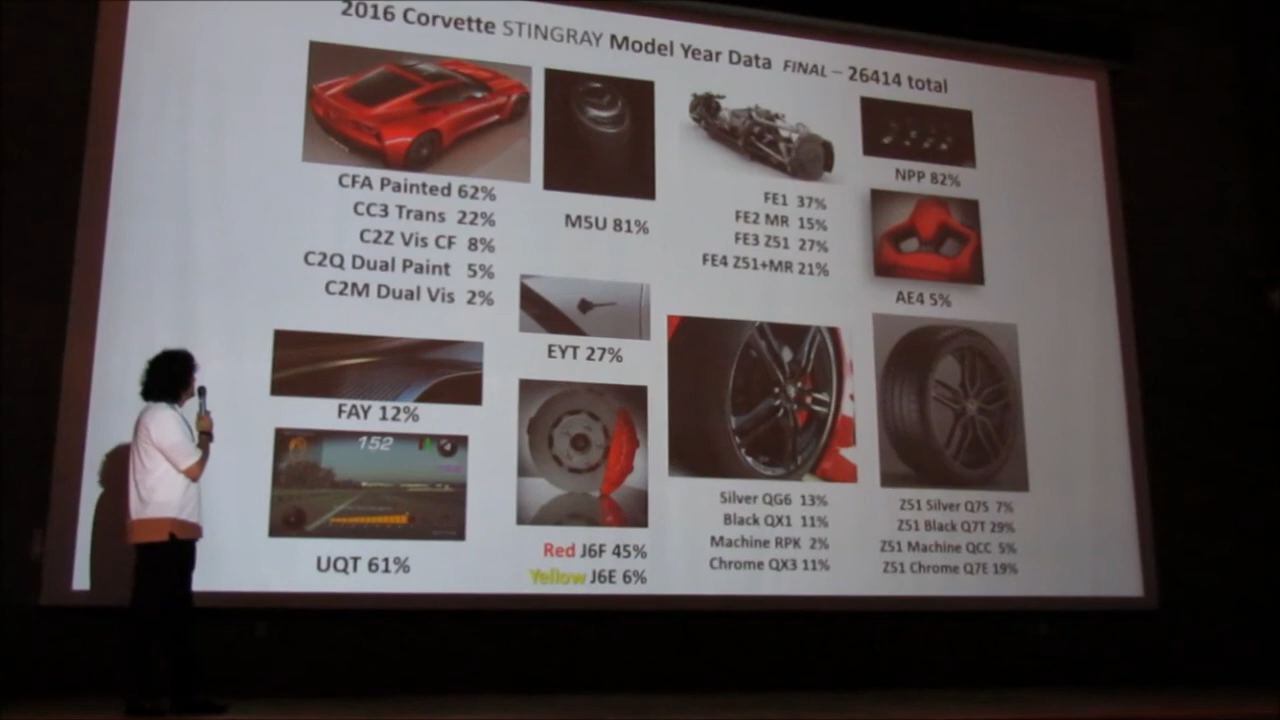 2016 Corvette STINGRAY Model Year Data FINAL – 26414 total
CFA Painted 62%
CC3 Trans 22%
C2Z Vis CF 8%
C2Q Dual Paint 5%
C2M Dual Vis 2%
M5U 81%
FE1 37%
FE2 MR 15%
FE3 Z51 27%
FE4 Z51+MR 21%
NPP 82%
AE4 5%
EYT 27%
FAY 12%
152
UQT 61%
Red J6F 45%
Yellow J6E 6%
Silver QG6 13%
Black QX1 11%
Machine RPK 2%
Chrome QX3 11%
Z51 Silver Q7S 7%
Z51 Black Q7T 29%
Z51 Machine QCC 5%
Z51 Chrome Q7E 19%